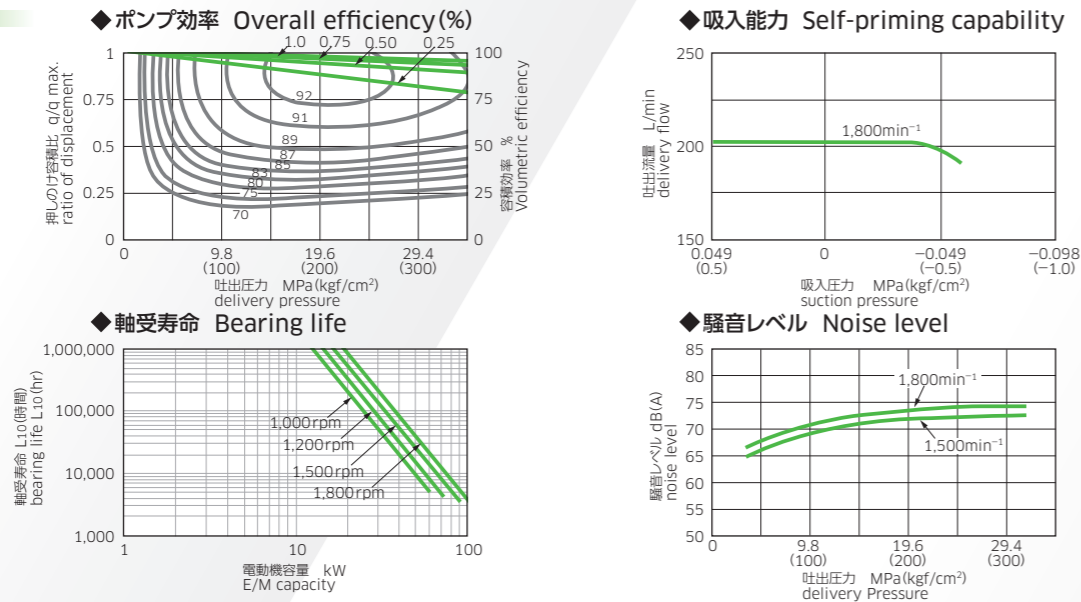 ◆ポンプ効率 Overall efficiency(%)
1.0 0.75 0.50 0.25
押しのけ容積比 q/q max.
ratio of displacement
1
0.75
0.5
0.25
0
100
75
50
25
0
容積効率 %
Volumetric efficiency
92
91
89
87
85
83
80
75
70
0 9.8 19.6 29.4
(100) (200) (300)
吐出圧力 MPa(kgf/cm²)
delivery pressure
◆吸入能力 Self-priming capability
吐出流量 L/min
delivery flow
250
200
150
1,800min⁻¹
0.049 0 −0.049 −0.098
(0.5) (−0.5) (−1.0)
吸入圧力 MPa(kgf/cm²)
suction pressure
◆軸受寿命 Bearing life
軸受寿命 L10(時間)
bearing life L10(hr)
1,000,000
100,000
10,000
1,000
1,000rpm
1,200rpm
1,500rpm
1,800rpm
1 10 100
電動機容量 kW
E/M capacity
◆騒音レベル Noise level
騒音レベル dB(A)
noise level
85
80
75
70
65
60
55
50
1,800min⁻¹
1,500min⁻¹
0 9.8 19.6 29.4
(100) (200) (300)
吐出圧力 MPa(kgf/cm²)
delivery Pressure